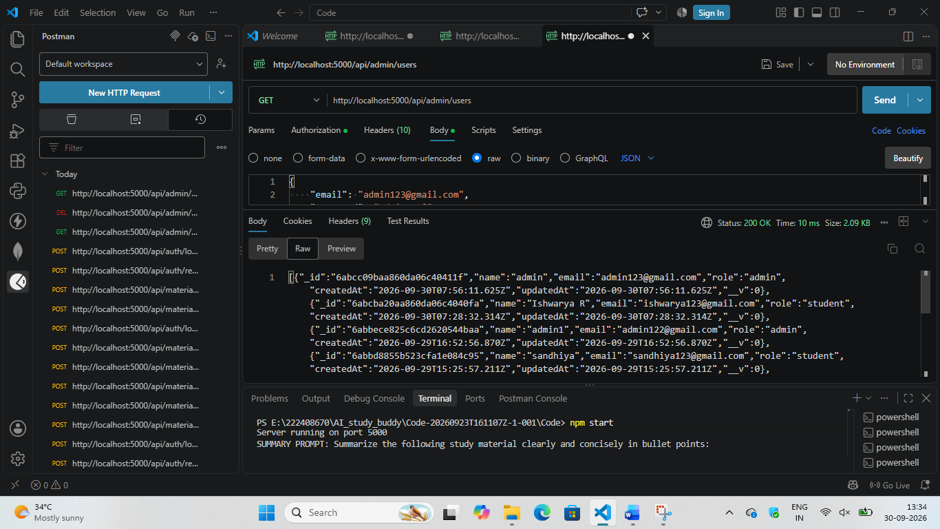 File Edit Selection View Go Run ··· Code Sign In
Postman
Welcome http://localhos... http://localhos... http://localhos...
Default workspace
http://localhost:5000/api/admin/users Save No Environment
New HTTP Request
GET http://localhost:5000/api/admin/users Send
Params Authorization Headers (10) Body Scripts Settings Code Cookies
Filter
none form-data x-www-form-urlencoded raw binary GraphQL JSON Beautify
Today
GET http://localhost:5000/api/admin/...
DEL http://localhost:5000/api/admin/...
GET http://localhost:5000/api/admin/...
POST http://localhost:5000/api/auth/lo...
POST http://localhost:5000/api/auth/re...
POST http://localhost:5000/api/materia...
POST http://localhost:5000/api/materia...
POST http://localhost:5000/api/auth/lo...
POST http://localhost:5000/api/materia...
POST http://localhost:5000/api/materia...
POST http://localhost:5000/api/materia...
POST http://localhost:5000/api/materia...
POST http://localhost:5000/api/materia...
POST http://localhost:5000/api/auth/lo...
POST http://localhost:5000/api/auth/re...
1 {
2 ····"email":·"admin123@gmail.com",
Body Cookies Headers (9) Test Results Status: 200 OK Time: 10 ms Size: 2.09 KB
Pretty Raw Preview
1 [{"_id":"6abcc09baa860da06c40411f","name":"admin","email":"admin123@gmail.com","role":"admin",
"createdAt":"2026-09-30T07:56:11.625Z","updatedAt":"2026-09-30T07:56:11.625Z","__v":0},
{"_id":"6abcba20aa860da06c4040fa","name":"Ishwarya R","email":"ishwarya123@gmail.com","role":"student",
"createdAt":"2026-09-30T07:28:32.314Z","updatedAt":"2026-09-30T07:28:32.314Z","__v":0},
{"_id":"6abbece825c6cd2620544baa","name":"admin1","email":"admin122@gmail.com","role":"admin",
"createdAt":"2026-09-29T16:52:56.870Z","updatedAt":"2026-09-29T16:52:56.870Z","__v":0},
{"_id":"6abbd8855b523cfa1e084c95","name":"sandhiya","email":"sandhiya123@gmail.com","role":"student",
"createdAt":"2026-09-29T15:25:57.211Z","updatedAt":"2026-09-29T15:25:57.211Z","__v":0},
Problems Output Debug Console Terminal Ports Postman Console
PS E:\222408670\AI_study_buddy\Code-20260923T161107Z-1-001\Code> npm start
Server running on port 5000
SUMMARY PROMPT: Summarize the following study material clearly and concisely in bullet points:
powershell
powershell
powershell
powershell
0 0 Go Live
34°C
Mostly sunny
Search
ENG
IN
13:34
30-09-2026